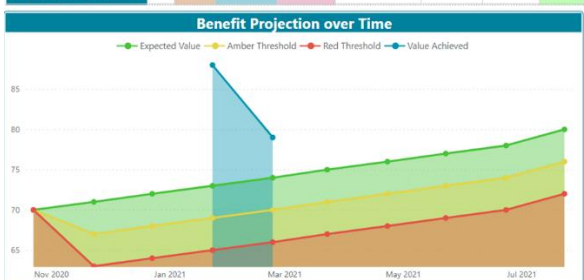 Benefit Projection over Time
Expected Value Amber Threshold Red Threshold Value Achieved
85
80
75
70
65
Nov 2020 Jan 2021 Mar 2021 May 2021 Jul 2021